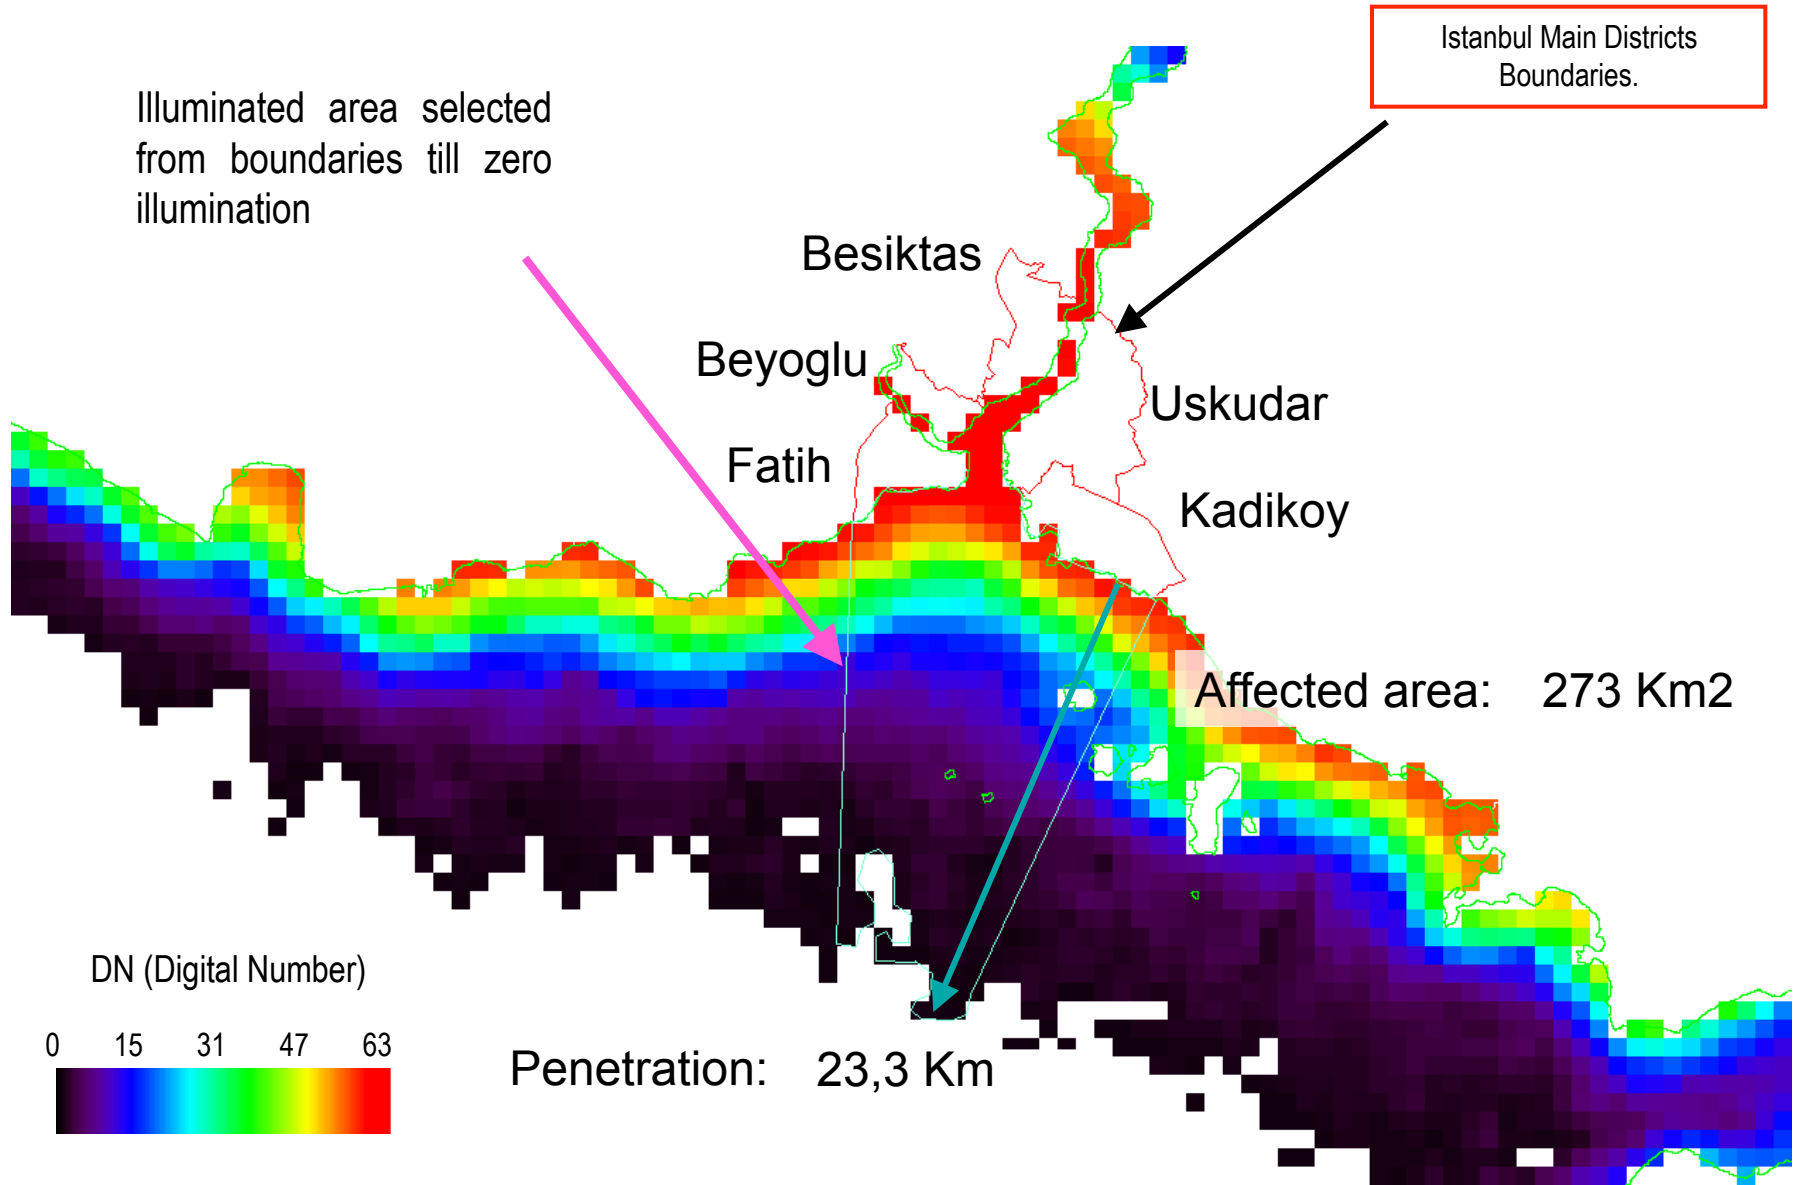 Istanbul Main Districts
Boundaries.
Illuminated area selected
from boundaries till zero
illumination
Besiktas
Beyoglu
Uskudar
Fatih
Kadikoy
Affected area: 273 Km2
DN (Digital Number)
0 15 31 47 63
Penetration: 23,3 Km